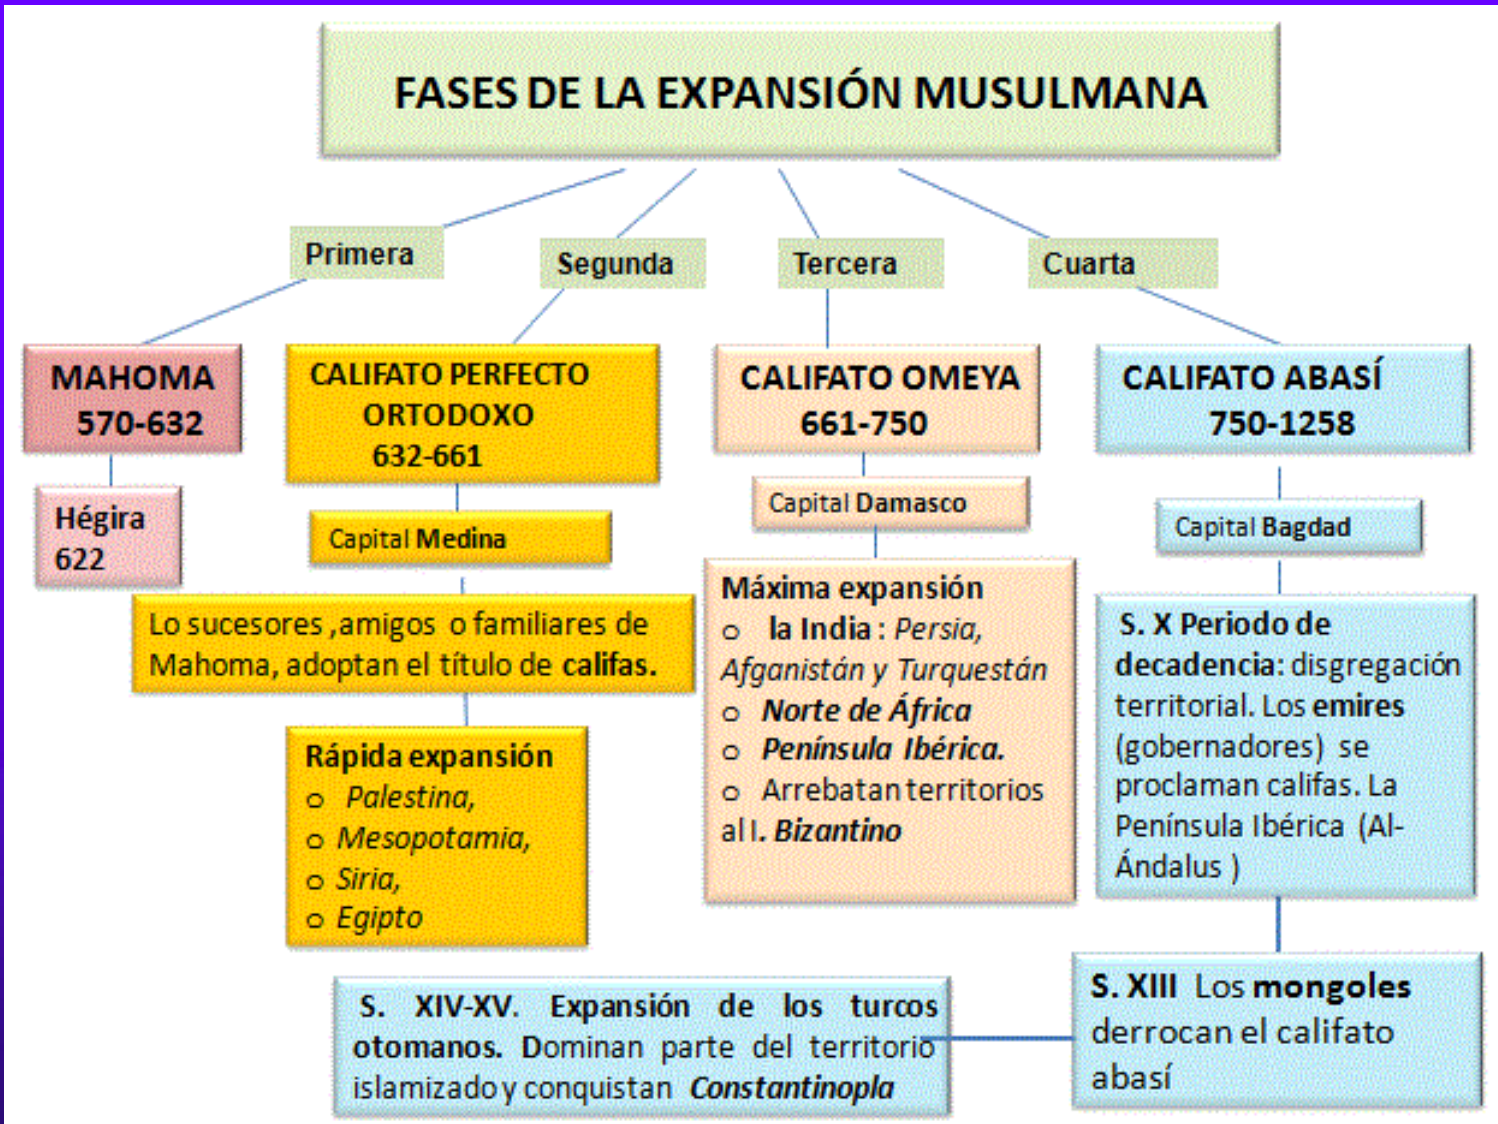 FASES DE LA EXPANSIÓN MUSULMANA
Primera
Segunda
Tercera
Cuarta
MAHOMA
570-632
Hégira
622
CALIFATO PERFECTO
ORTODOXO
632-661
Capital Medina
Lo sucesores ,amigos o familiares de
Mahoma, adoptan el título de califas.
Rápida expansión
o Palestina,
o Mesopotamia,
o Siria,
o Egipto
CALIFATO OMEYA
661-750
Capital Damasco
Máxima expansión
o la India : Persia,
Afganistán y Turquestán
o Norte de África
o Península Ibérica.
o Arrebatan territorios
al I. Bizantino
CALIFATO ABASÍ
750-1258
Capital Bagdad
S. X Periodo de
decadencia: disgregación
territorial. Los emires
(gobernadores) se
proclaman califas. La
Península Ibérica (Al-
Ándalus )
S. XIII Los mongoles
derrocan el califato
abasí
S. XIV-XV. Expansión de los turcos
otomanos. Dominan parte del territorio
islamizado y conquistan Constantinopla